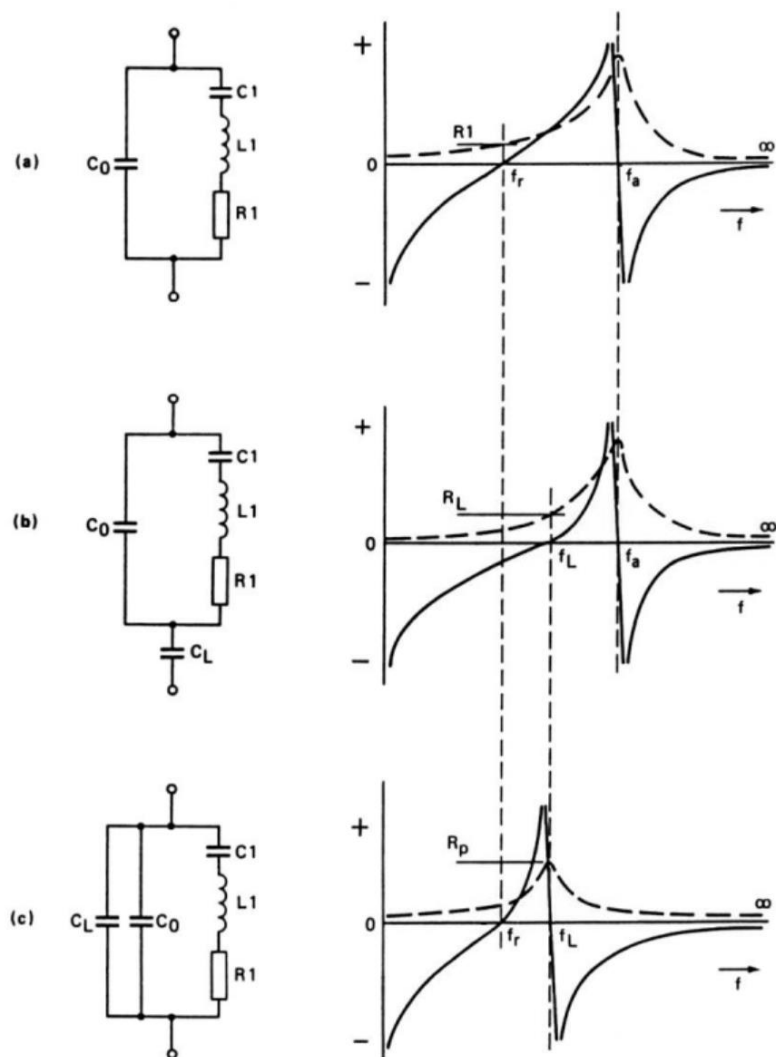 (a)
C0
C1
L1
R1
+
0
−
R1
fr
fa
∞
f
(b)
C0
C1
L1
R1
CL
+
0
−
RL
fL
fa
∞
f
(c)
CL
C0
C1
L1
R1
+
0
−
Rp
fr
fL
∞
f